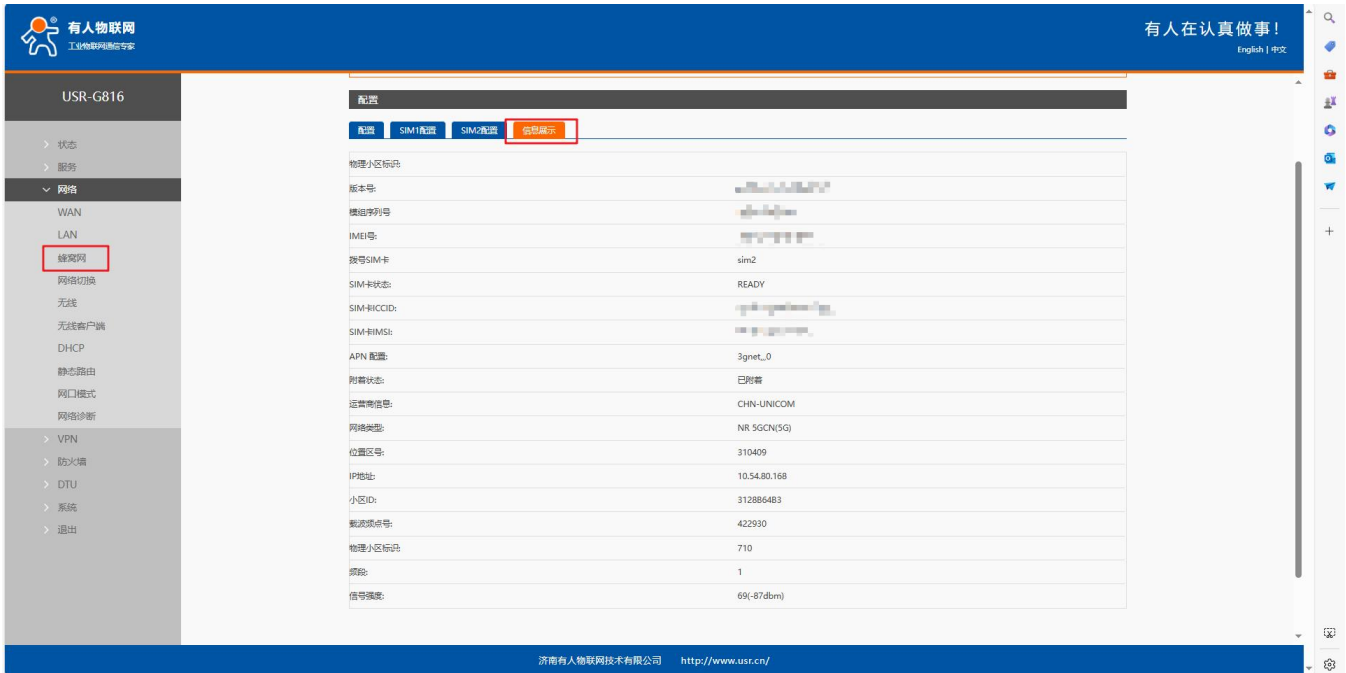 有人物联网
工业物联网通信专家
有人在认真做事!
English | 中文
USR-G816
状态
服务
网络
WAN
LAN
蜂窝网
网络切换
无线
无线客户端
DHCP
静态路由
网口模式
网络诊断
VPN
防火墙
DTU
系统
退出
配置
配置 SIM1配置 SIM2配置 信息展示
物理小区标识:
版本号:
模组序列号
IMEI号:
拨号SIM卡 sim2
SIM卡状态: READY
SIM卡ICCID:
SIM卡IMSI:
APN 配置: 3gnet,,,0
附着状态: 已附着
运营商信息: CHN-UNICOM
网络类型: NR 5GCN(5G)
位置区号: 310409
IP地址: 10.54.80.168
小区ID: 3128B64B3
载波频点号: 422930
物理小区标识: 710
频段: 1
信号强度: 69(-87dbm)
济南有人物联网技术有限公司 http://www.usr.cn/